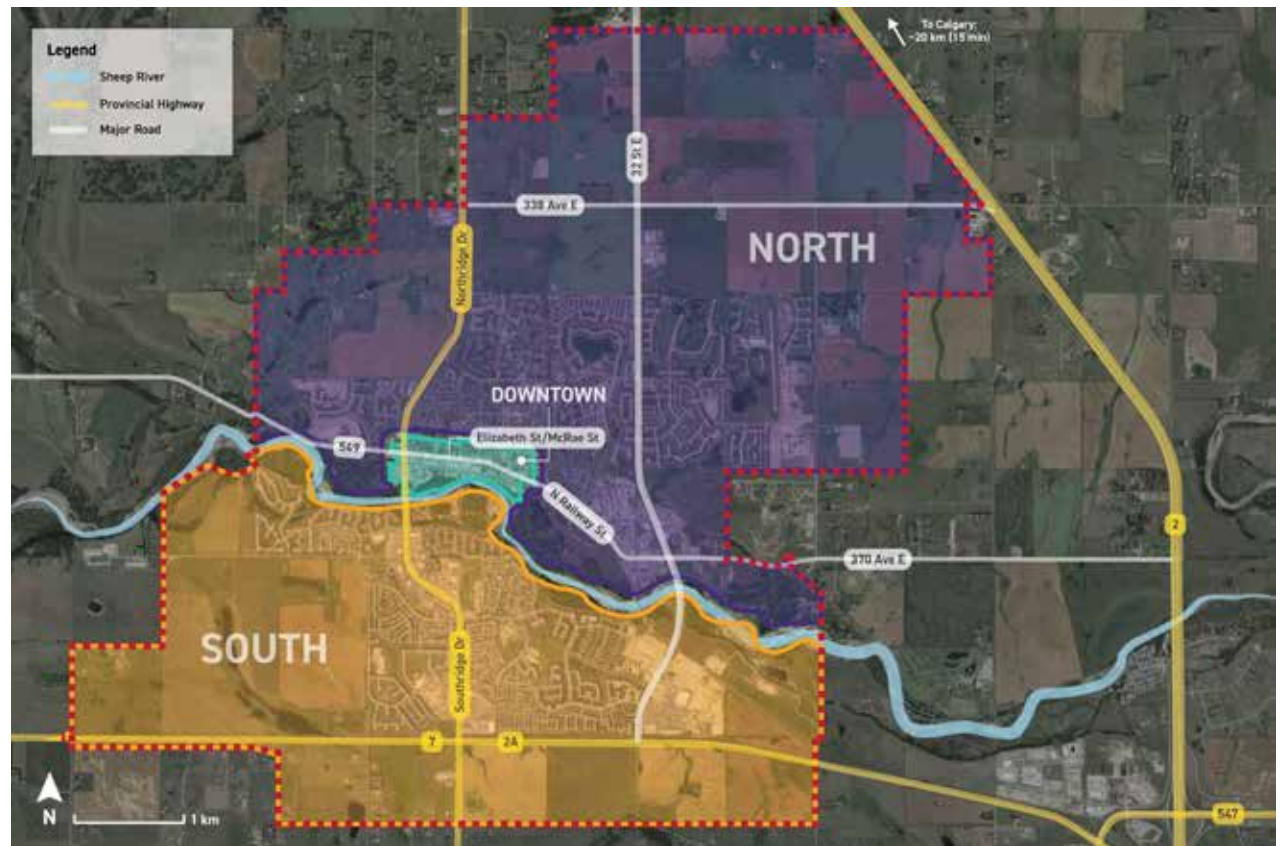 Legend
Sheep River
Provincial Highway
Major Road
To Calgary:
~20 km (15 min)
32 St E
338 Ave E
Northridge Dr
NORTH
DOWNTOWN
Elizabeth St/McRae St
549
N Railway St
370 Ave E
2
SOUTH
Southridge Dr
7
2A
547
N
1 km